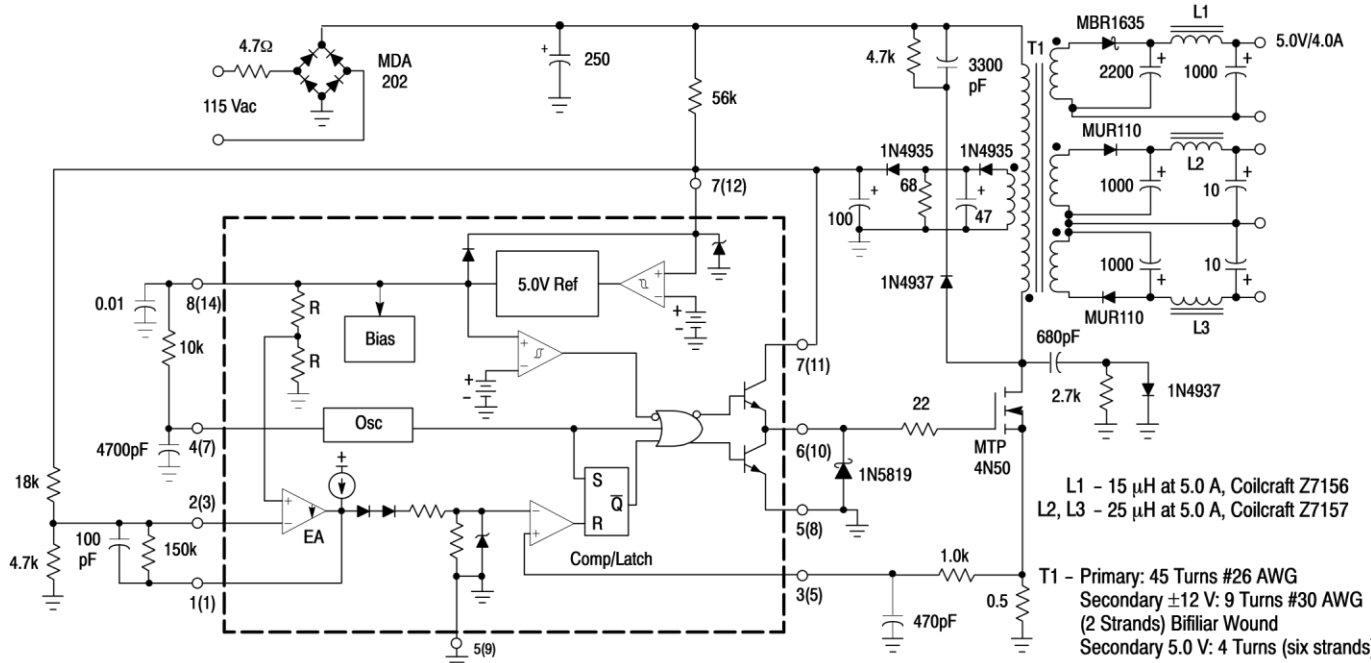 4.7Ω
MDA
202
115 Vac
+
250
56k
4.7k
3300
pF
T1
MBR1635
L1
5.0V/4.0A
+
2200
+
1000
MUR110
L2
+
1000
+
10
1000
+
10
+
MUR110
L3
1N4935
1N4935
68
+
100
+
47
7(12)
1N4937
680pF
2.7k
1N4937
0.01
8(14)
R
R
Bias
5.0V Ref
+
–
+
-
+
–
+
-
7(11)
10k
4(7)
4700pF
Osc
18k
2(3)
+
–
EA
+
S
R
Q
–
+
Comp/Latch
6(10)
22
MTP
4N50
1N5819
5(8)
100
pF
150k
4.7k
1(1)
5(9)
3(5)
1.0k
470pF
0.5
L1 – 15 μH at 5.0 A, Coilcraft Z7156
L2, L3 – 25 μH at 5.0 A, Coilcraft Z7157
T1 – Primary: 45 Turns #26 AWG
Secondary ±12 V: 9 Turns #30 AWG
(2 Strands) Bifiliar Wound
Secondary 5.0 V: 4 Turns (six strands)